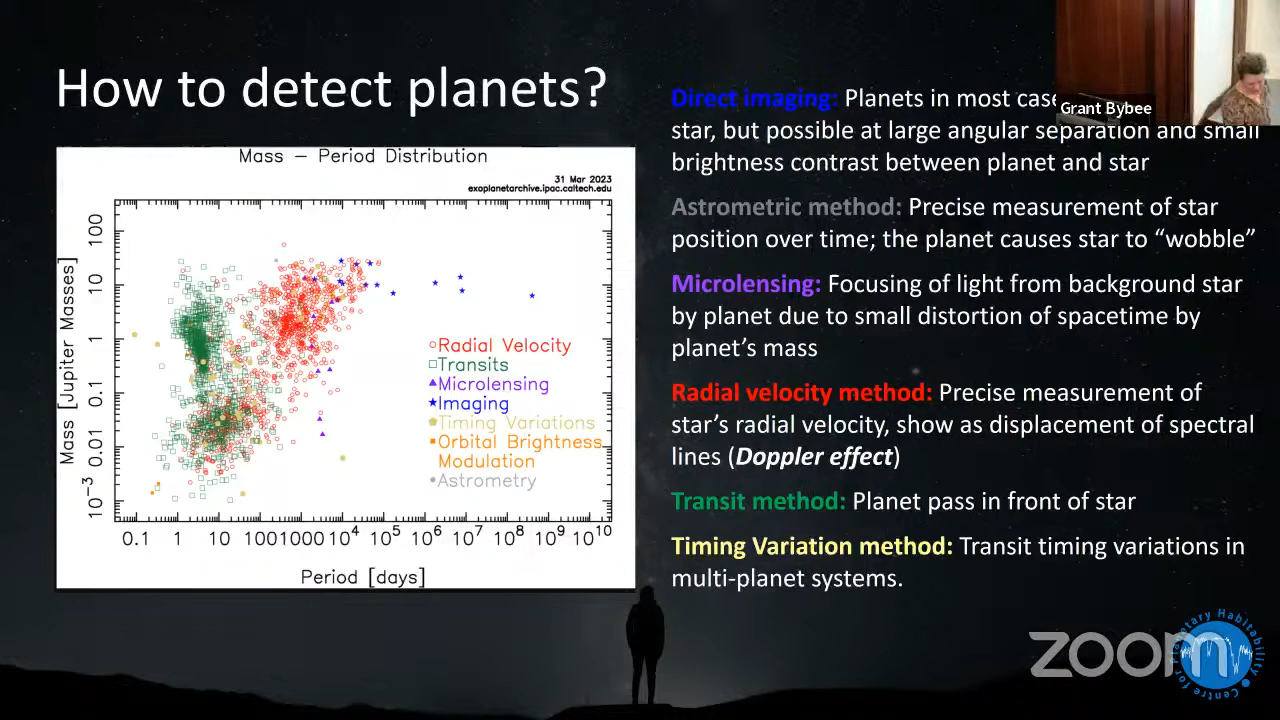 How to detect planets?
Mass – Period Distribution
31 Mar 2023
exoplanetarchive.ipac.caltech.edu
Mass [Jupiter Masses]
100
10
1
0.1
0.01
10⁻³
Radial Velocity
Transits
Microlensing
Imaging
Timing Variations
Orbital Brightness
Modulation
Astrometry
0.1 1 10 100 1000 10⁴ 10⁵ 10⁶ 10⁷ 10⁸ 10⁹ 10¹⁰
Period [days]
Direct imaging: Planets in most
star, but possible at large angular separation and small
brightness contrast between planet and star
Astrometric method: Precise measurement of star
position over time; the planet causes star to “wobble”
Microlensing: Focusing of light from background star
by planet due to small distortion of spacetime by
planet’s mass
Radial velocity method: Precise measurement of
star’s radial velocity, show as displacement of spectral
lines (Doppler effect)
Transit method: Planet pass in front of star
Timing Variation method: Transit timing variations in
multi-planet systems.
Grant Bybee
zoom
Centre for Planetary Habitability